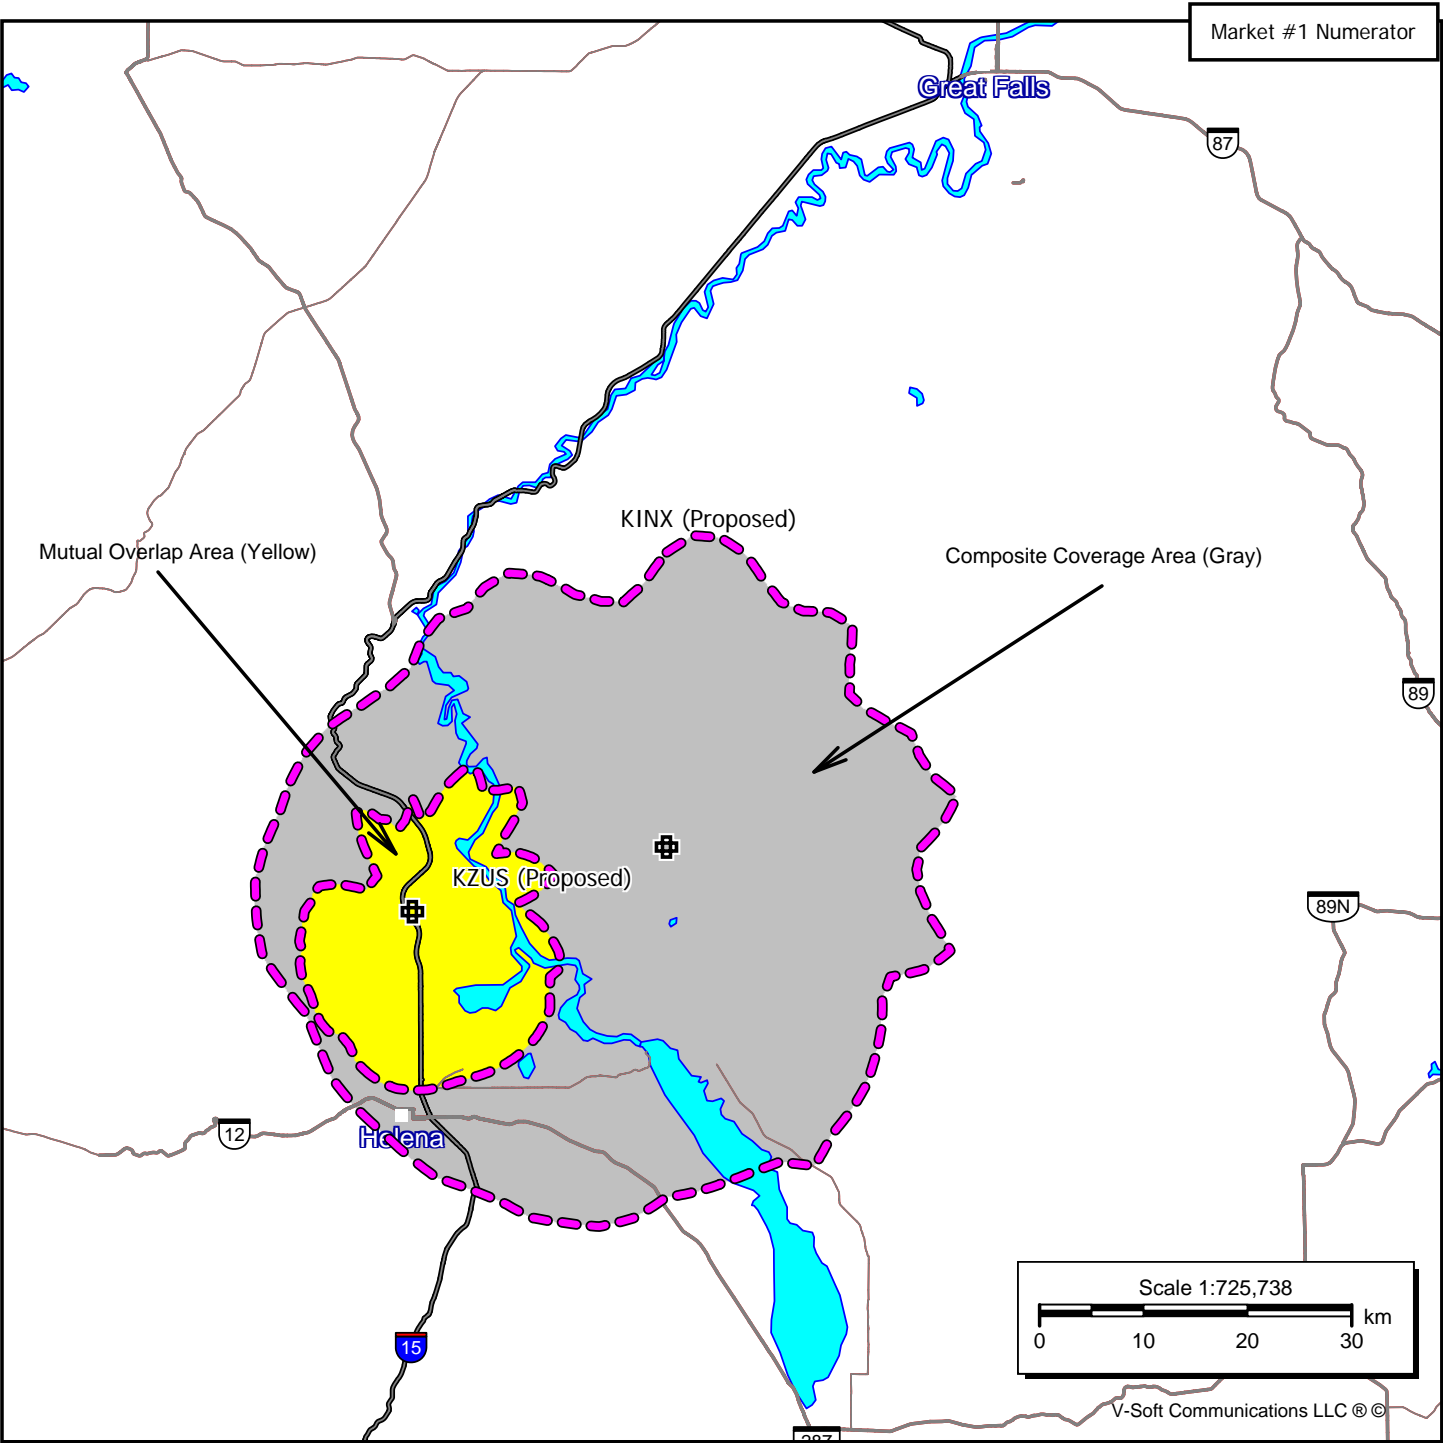 Market #1 Numerator
Great Falls
87
KINX (Proposed)
Mutual Overlap Area (Yellow)
Composite Coverage Area (Gray)
89
KZUS (Proposed)
89N
12
Helena
Scale 1:725,738
km
0 10 20 30
15
V-Soft Communications LLC ® ©
287